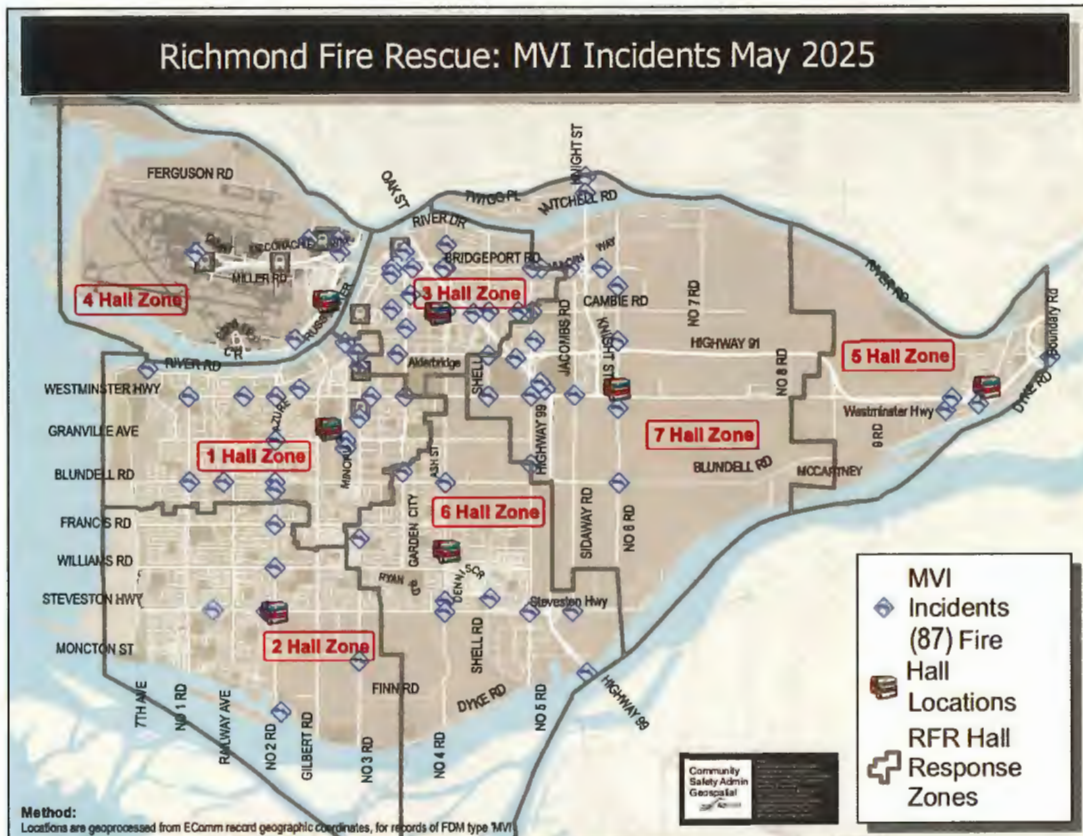 Richmond Fire Rescue: MVI Incidents May 2025
FERGUSON RD
OAK ST
TWIGG PL
KNIGHT ST
MITCHELL RD
RIVER DR
BRIDGEPORT RD
WAY
MILLER RD
4 Hall Zone
3 Hall Zone
CAMBIE RD
NO 7 RD
RIVER RD
Boundary Rd
RIVER RD
Alderbridge
SHELL
JACOMBS RD
KNIGHT ST
HIGHWAY 91
NO 8 RD
5 Hall Zone
DYKE RD
WESTMINSTER HWY
AZURE
HIGHWAY 99
Westminster Hwy
9 RD
GRANVILLE AVE
MINORU
ASH ST
7 Hall Zone
1 Hall Zone
BLUNDELL RD
BLUNDELL RD
MCCARTNEY
FRANCIS RD
GARDEN CITY
6 Hall Zone
SIDAWAY RD
NO 6 RD
WILLIAMS RD
RYAN RD
DENNIS CR
STEVESTON HWY
Steveston Hwy
2 Hall Zone
MONCTON ST
SHELL RD
FINN RD
DYKE RD
HIGHWAY 99
7TH AVE
NO 1 RD
RAILWAY AVE
NO 2 RD
GILBERT RD
NO 3 RD
NO 4 RD
NO 5 RD
MVI
Incidents
(87) Fire
Hall
Locations
RFR Hall
Response
Zones
Community
Safety Admin
Geospatial
Method:
Locations are geoprocessed from EComm record geographic coordinates, for records of FDM type 'MVI'